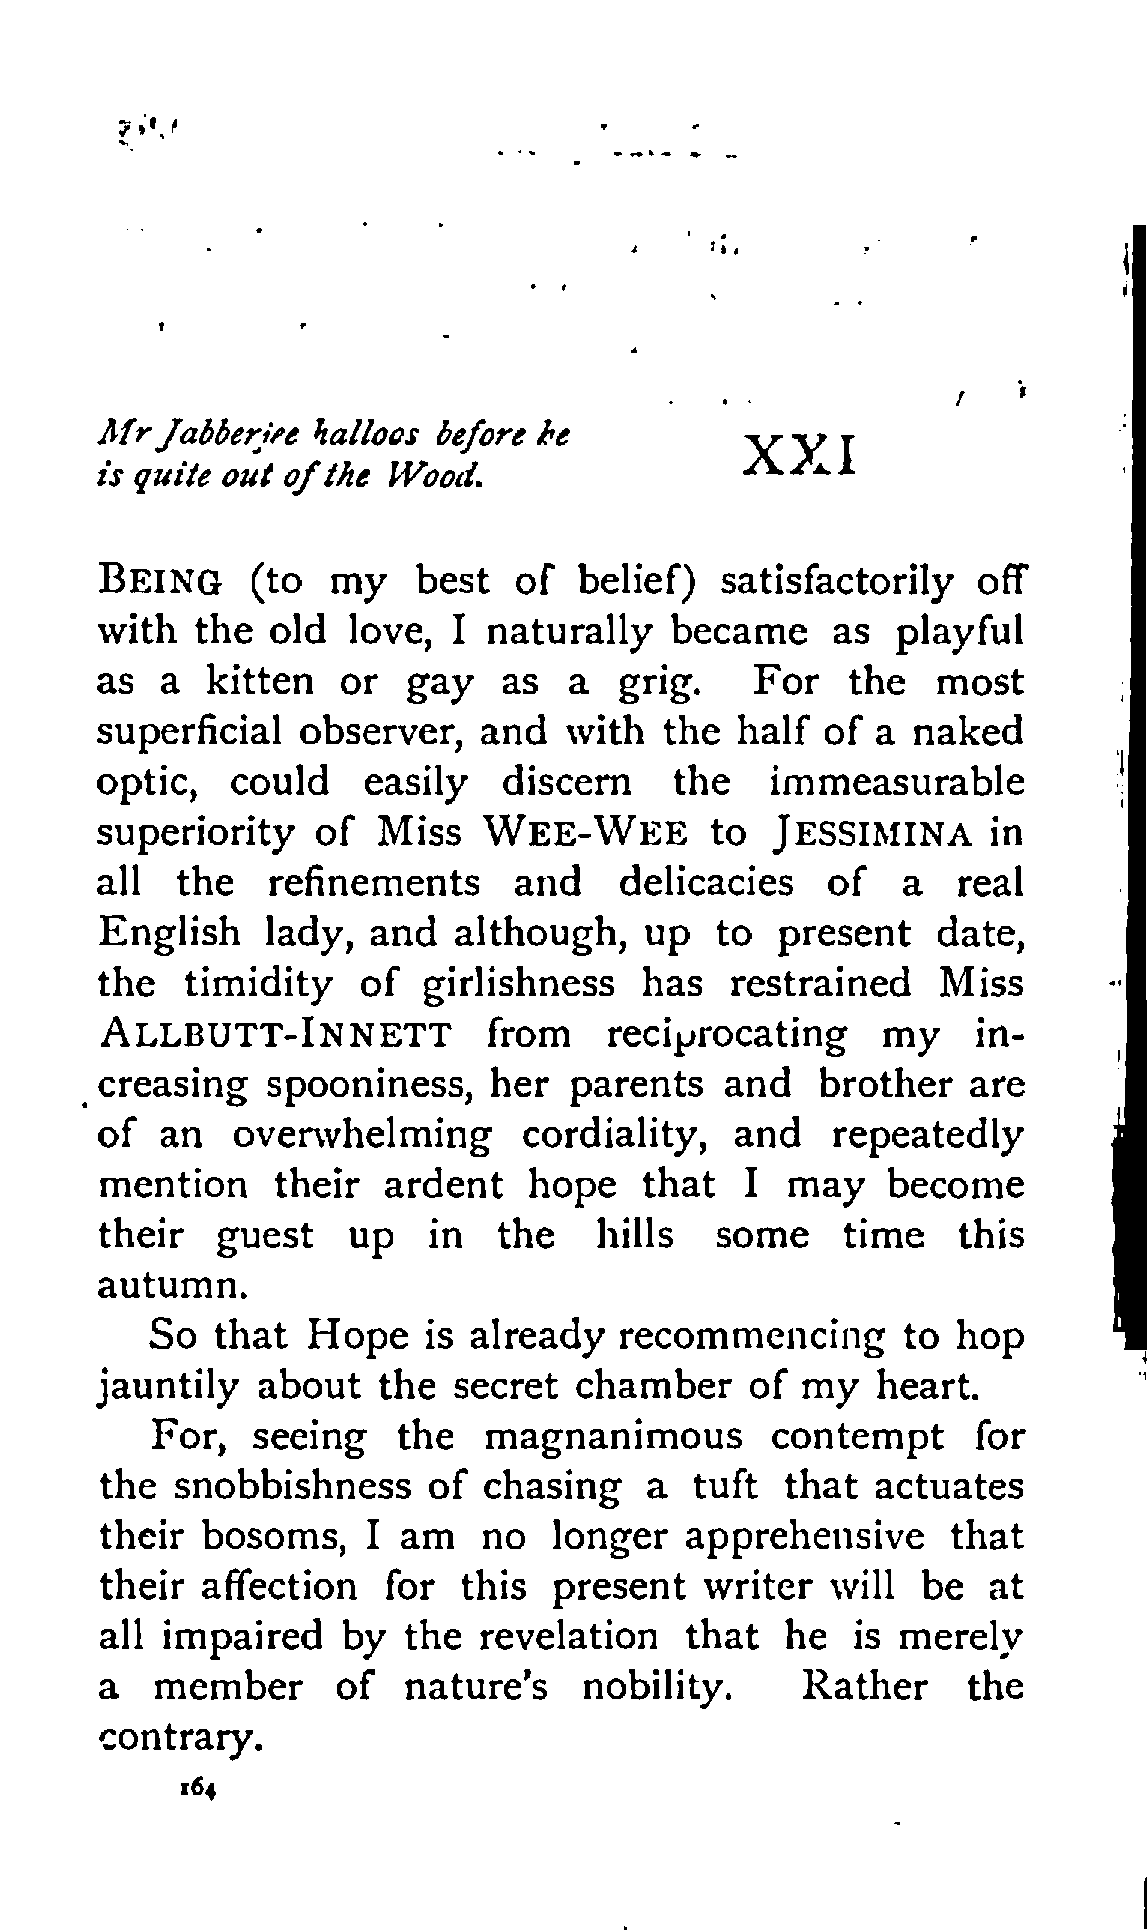 Mr Jabberjee halloos before he
is quite out of the Wood.
XXI
BEING (to my best of belief) satisfactorily off
with the old love, I naturally became as playful
as a kitten or gay as a grig. For the most
superficial observer, and with the half of a naked
optic, could easily discern the immeasurable
superiority of Miss WEE-WEE to JESSIMINA in
all the refinements and delicacies of a real
English lady, and although, up to present date,
the timidity of girlishness has restrained Miss
ALLBUTT-INNETT from reciprocating my in-
creasing spooniness, her parents and brother are
of an overwhelming cordiality, and repeatedly
mention their ardent hope that I may become
their guest up in the hills some time this
autumn.
So that Hope is already recommencing to hop
jauntily about the secret chamber of my heart.
For, seeing the magnanimous contempt for
the snobbishness of chasing a tuft that actuates
their bosoms, I am no longer apprehensive that
their affection for this present writer will be at
all impaired by the revelation that he is merely
a member of nature's nobility. Rather the
contrary.
164